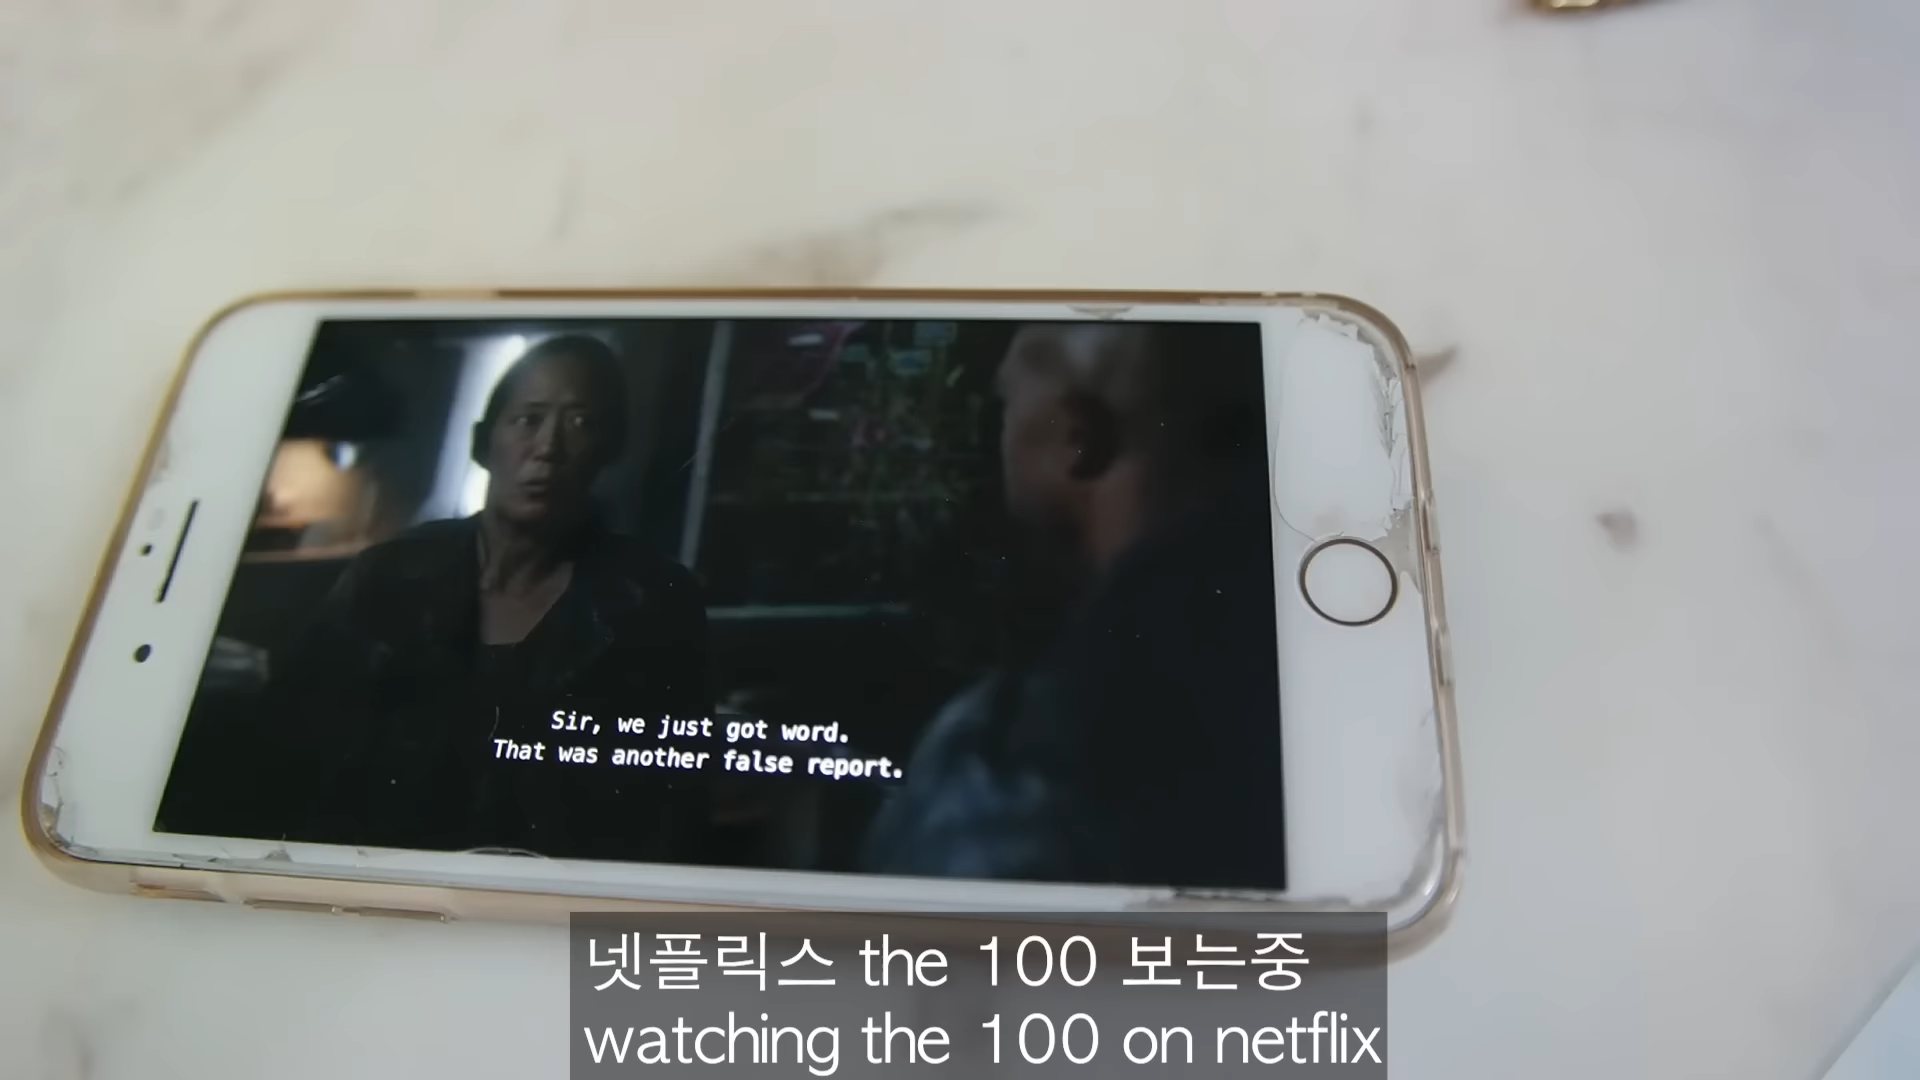 Sir, we just got word.
That was another false report.
넷플릭스 the 100 보는중
watching the 100 on netflix